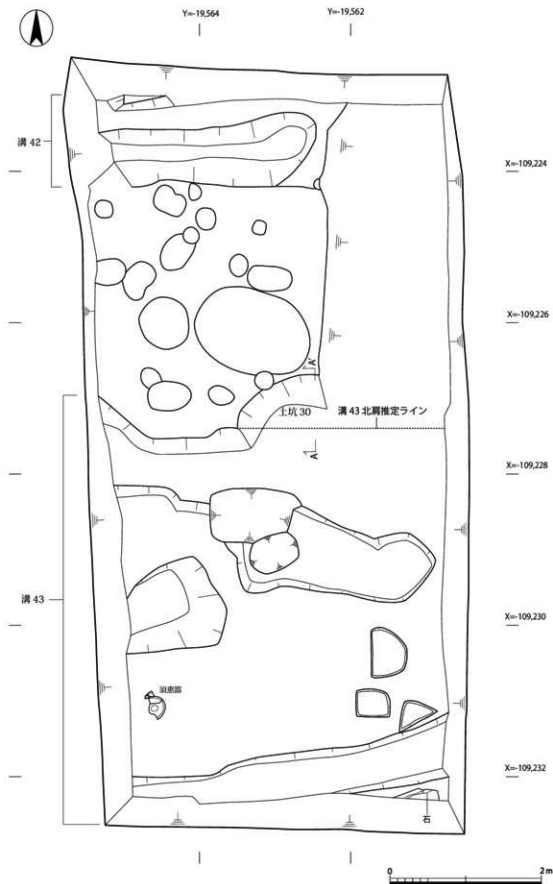 Y=-19,564
Y=-19,562
溝 42
X=-109,224
X=-109,226
A'
土坑 30
溝 43 北肩推定ライン
A
X=-109,228
溝 43
X=-109,230
須恵器
X=-109,232
石
0
2m